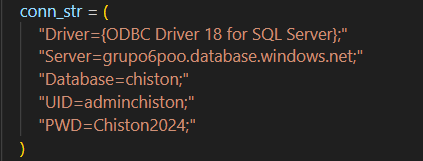 conn_str = (
"Driver={ODBC Driver 18 for SQL Server};"
"Server=grupo6poo.database.windows.net;"
"Database=chiston;"
"UID=adminchiston;"
"PWD=Chiston2024;"
)